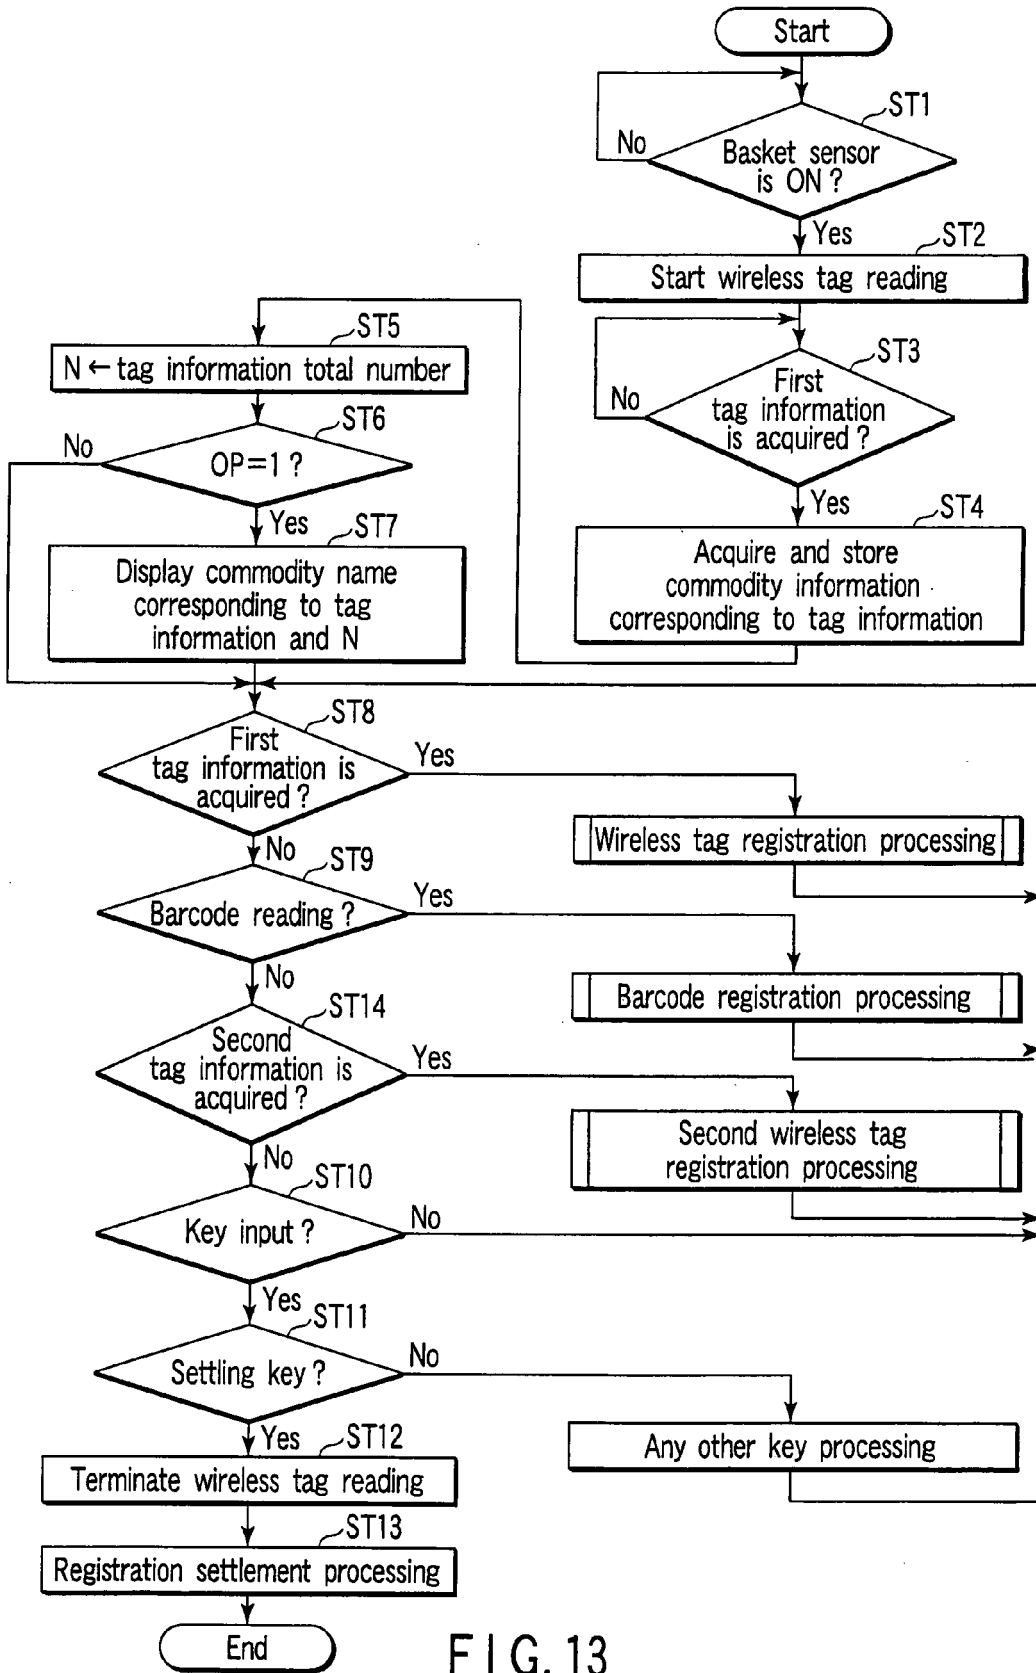 Start
ST1
No
Basket sensor
is ON ?
Yes
ST2
Start wireless tag reading
ST3
First
tag information
is acquired ?
No
Yes
ST4
Acquire and store
commodity information
corresponding to tag information
ST5
N ← tag information total number
ST6
No
OP=1 ?
Yes
ST7
Display commodity name
corresponding to tag
information and N
ST8
First
tag information is
acquired ?
Yes
Wireless tag registration processing
No
ST9
Barcode reading ?
Yes
Barcode registration processing
No
ST14
Second
tag information is
acquired ?
Yes
Second wireless tag
registration processing
No
ST10
Key input ?
No
Yes
ST11
Settling key ?
No
Any other key processing
Yes
ST12
Terminate wireless tag reading
ST13
Registration settlement processing
End
FIG. 13